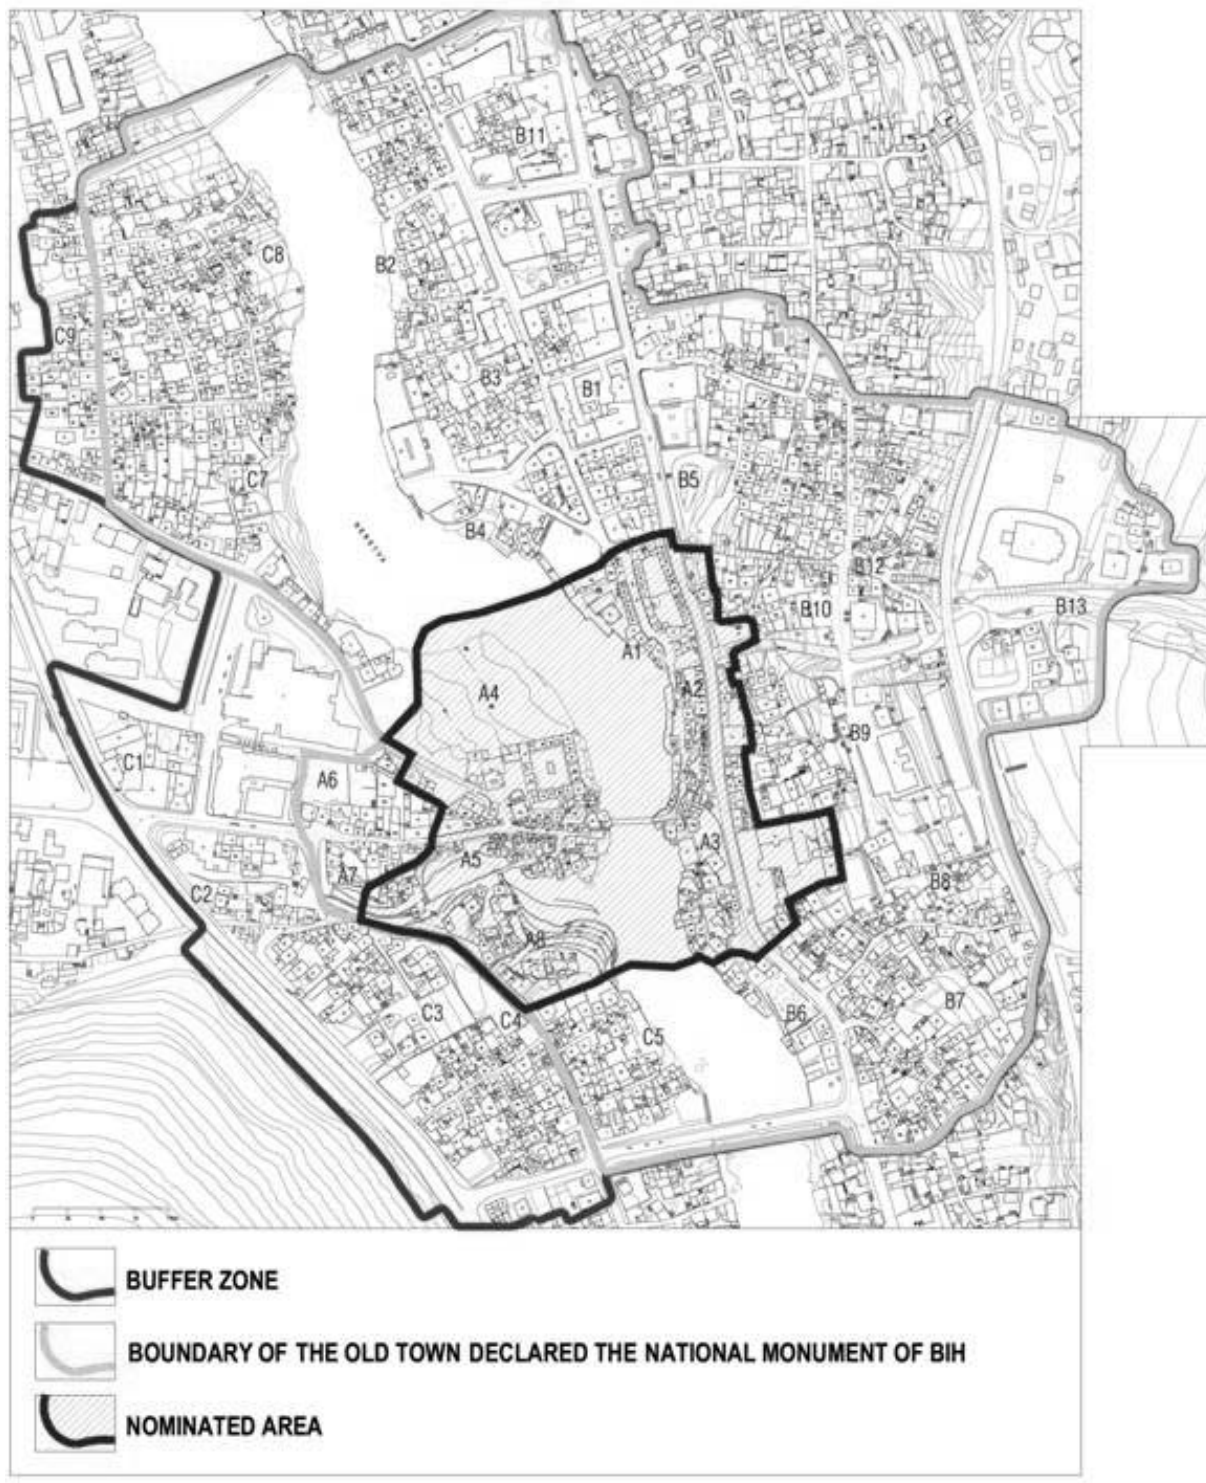 B11
C8
B2
C9
B3
B1
C7
B5
B4
NERETVA
B12
B10
B13
A1
A4
A2
B9
C1
A6
A3
A5
A7
B8
C2
A8
B7
C3
C4
B6
C5
BUFFER ZONE
BOUNDARY OF THE OLD TOWN DECLARED THE NATIONAL MONUMENT OF BIH
NOMINATED AREA